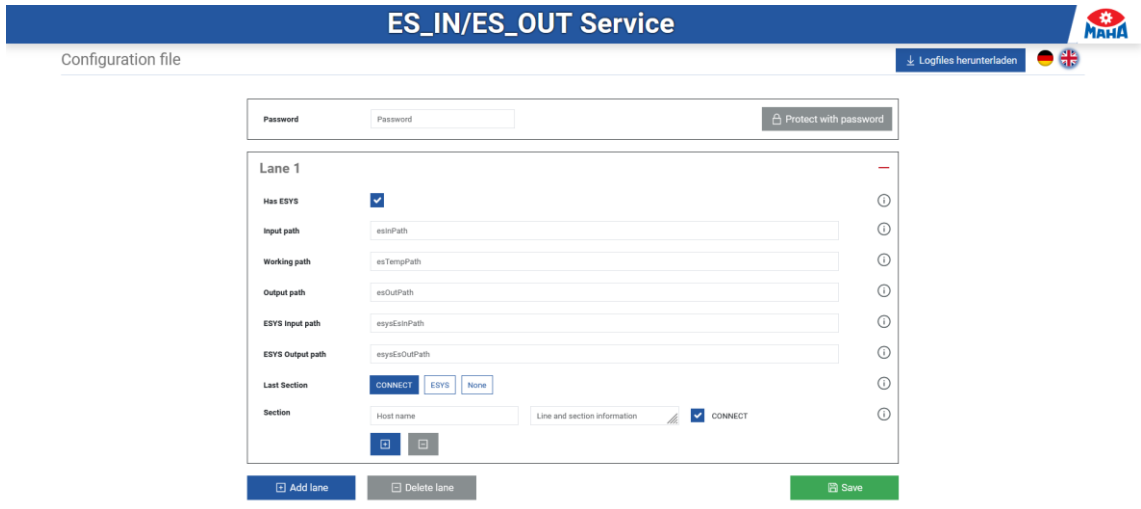 ES_IN/ES_OUT Service
MAHA
Configuration file
Logfiles herunterladen
Password
Password
Protect with password
Lane 1
Has ESYS
Input path
esInPath
Working path
esTempPath
Output path
esOutPath
ESYS Input path
esysEsInPath
ESYS Output path
esysEsOutPath
Last Section
CONNECT
ESYS
None
Section
Host name
Line and section information
CONNECT
Add lane
Delete lane
Save